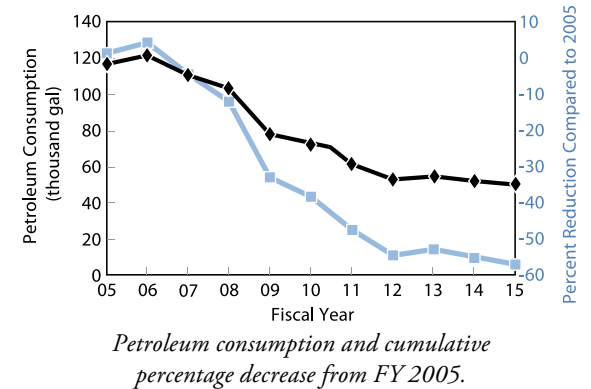 Petroleum Consumption
(thousand gal)
140
120
100
80
60
40
20
0
10
0
-10
-20
-30
-40
-50
-60
Percent Reduction Compared to 2005
05 06 07 08 09 10 11 12 13 14 15
Fiscal Year
Petroleum consumption and cumulative
percentage decrease from FY 2005.